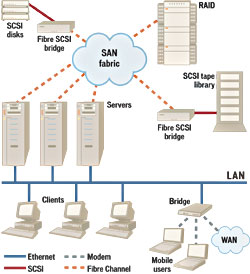 SCSI
disks
RAID
Fibre SCSI
bridge
SAN
fabric
SCSI tape
library
Servers
Fibre SCSI
bridge
LAN
Clients
Bridge
WAN
Mobile
users
Ethernet
Modem
SCSI
Fibre Channel